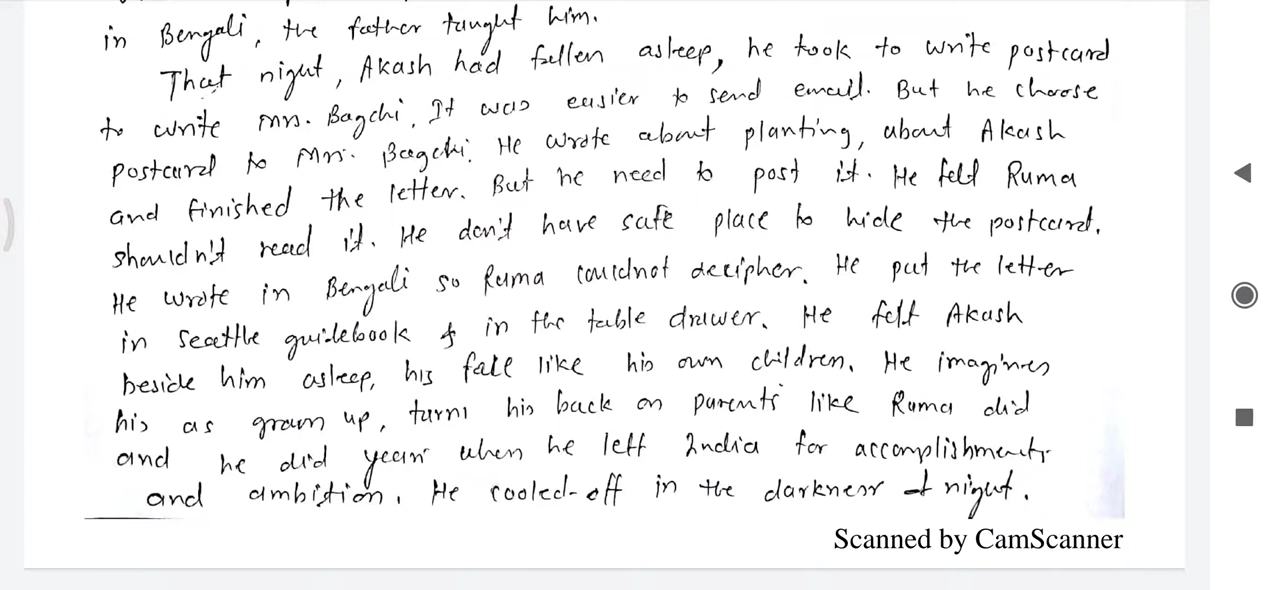 in Bengali, the father taught him.
That night, Akash had fallen asleep, he took to write postcard
to write Mrs. Bagchi. It was easier to send email. But he choose
postcard to Mrs. Bagchi. He wrote about planting, about Akash
and finished the letter. But he need to post it. He feld Ruma
shouldn't read it. He don't have safe place to hide the postcard.
He wrote in Bengali so Ruma couldnot decipher. He put the letter
in Seattle guidebook & in the table drawer. He felt Akash
beside him asleep, his fate like his own children. He imagines
his as grown up, turns his back on parents like Ruma did
and he did years when he left India for accomplishments
and ambistion. He cooled-off in the darkness of night.
Scanned by CamScanner